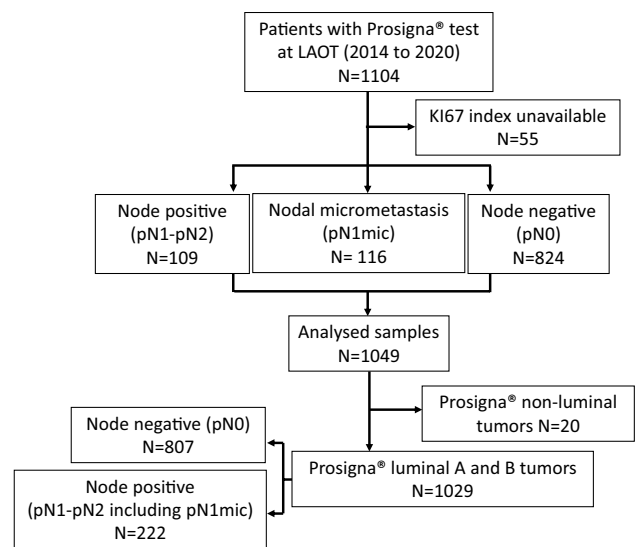 Patients with Prosigna® test
at LAOT (2014 to 2020)
N=1104
KI67 index unavailable
N=55
Node positive
(pN1-pN2)
N=109
Nodal micrometastasis
(pN1mic)
N= 116
Node negative
(pN0)
N=824
Analysed samples
N=1049
Prosigna® non-luminal
tumors N=20
Node negative (pN0)
N=807
Prosigna® luminal A and B tumors
N=1029
Node positive
(pN1-pN2 including pN1mic)
N=222